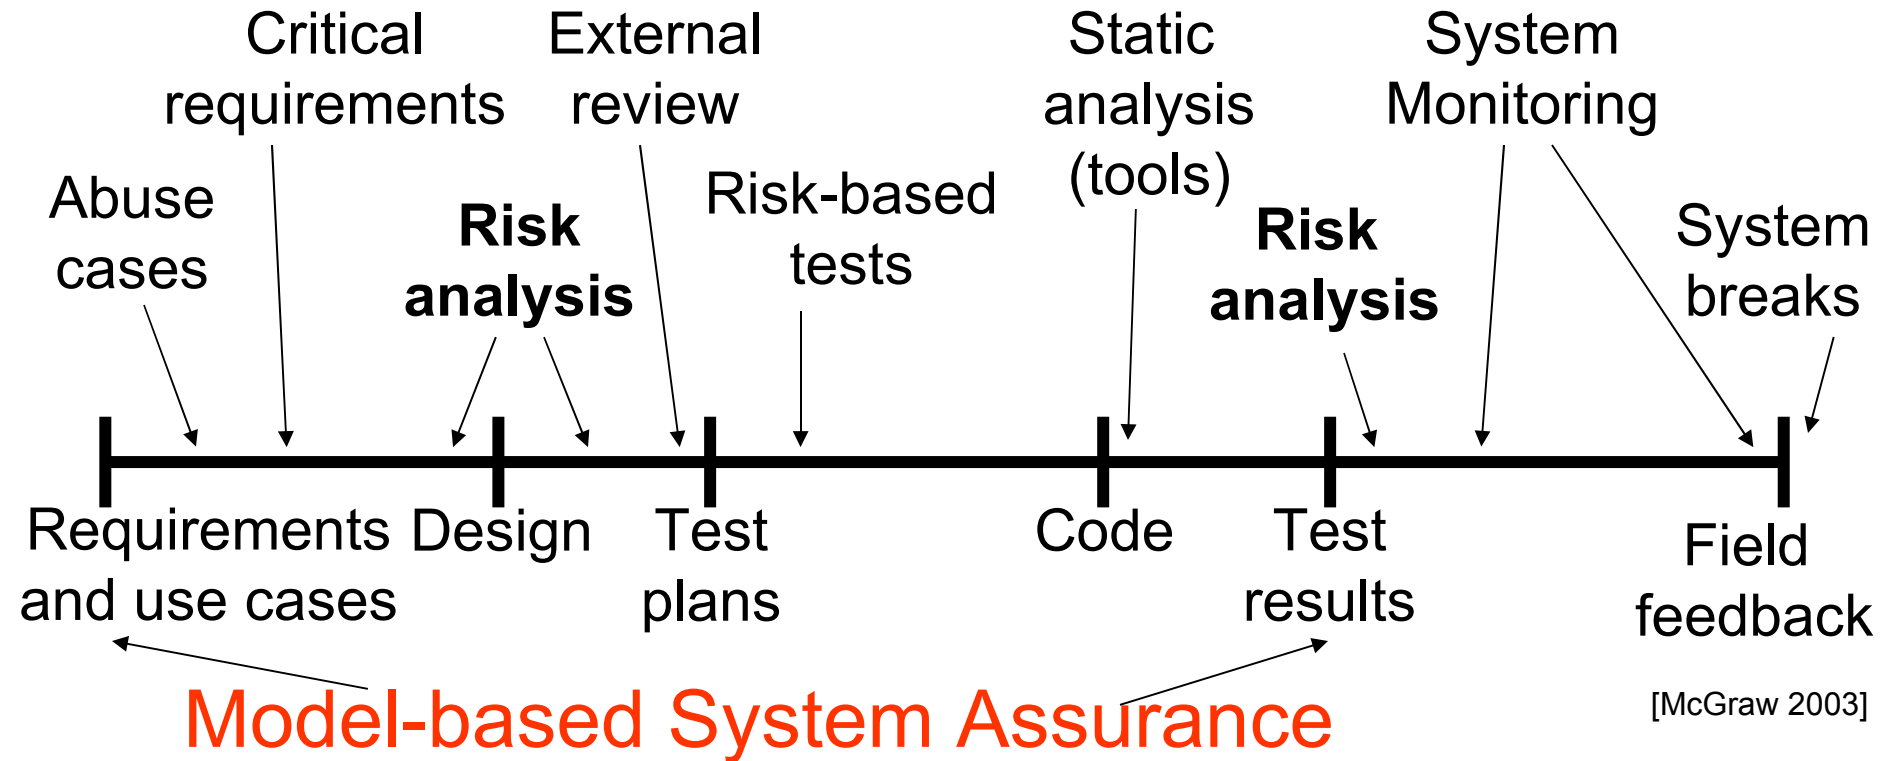 Critical
requirements
External
review
Static
analysis
(tools)
System
Monitoring
Abuse
cases
Risk
analysis
Risk-based
tests
Risk
analysis
System
breaks
Requirements
and use cases
Design
Test
plans
Code
Test
results
Field
feedback
Model-based System Assurance
[McGraw 2003]